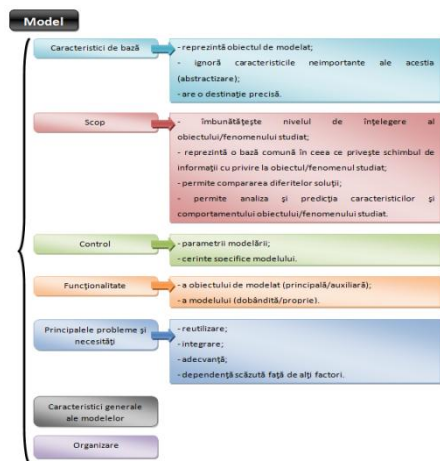 Model
Caracteristici de bază
- reprezintă obiectul de modelat;
- ignoră caracteristicile neimportante ale acestia
(abstractizare);
- are o destinație precisă.
Scop
- îmbunătățește nivelul de înțelegere al
obiectului/fenomenului studiat;
- reprezintă o bază comună în ceea ce privește schimbul de
informații cu privire la obiectul/fenomenul studiat;
- permite compararea diferitelor soluții;
- permite analiza și predicția caracteristicilor și
comportamentului obiectului/fenomenului studiat.
Control
- parametrii modelării;
- cerințe specifice modelului.
Funcționalitate
- a obiectului de modelat (principală/auxiliară);
- a modelului (dobândită/proprie).
Principalele probleme și
necesități
- reutilizare;
- integrare;
- adecvanță;
- dependență scăzută față de alți factori.
Caracteristici generale
ale modelelor
Organizare